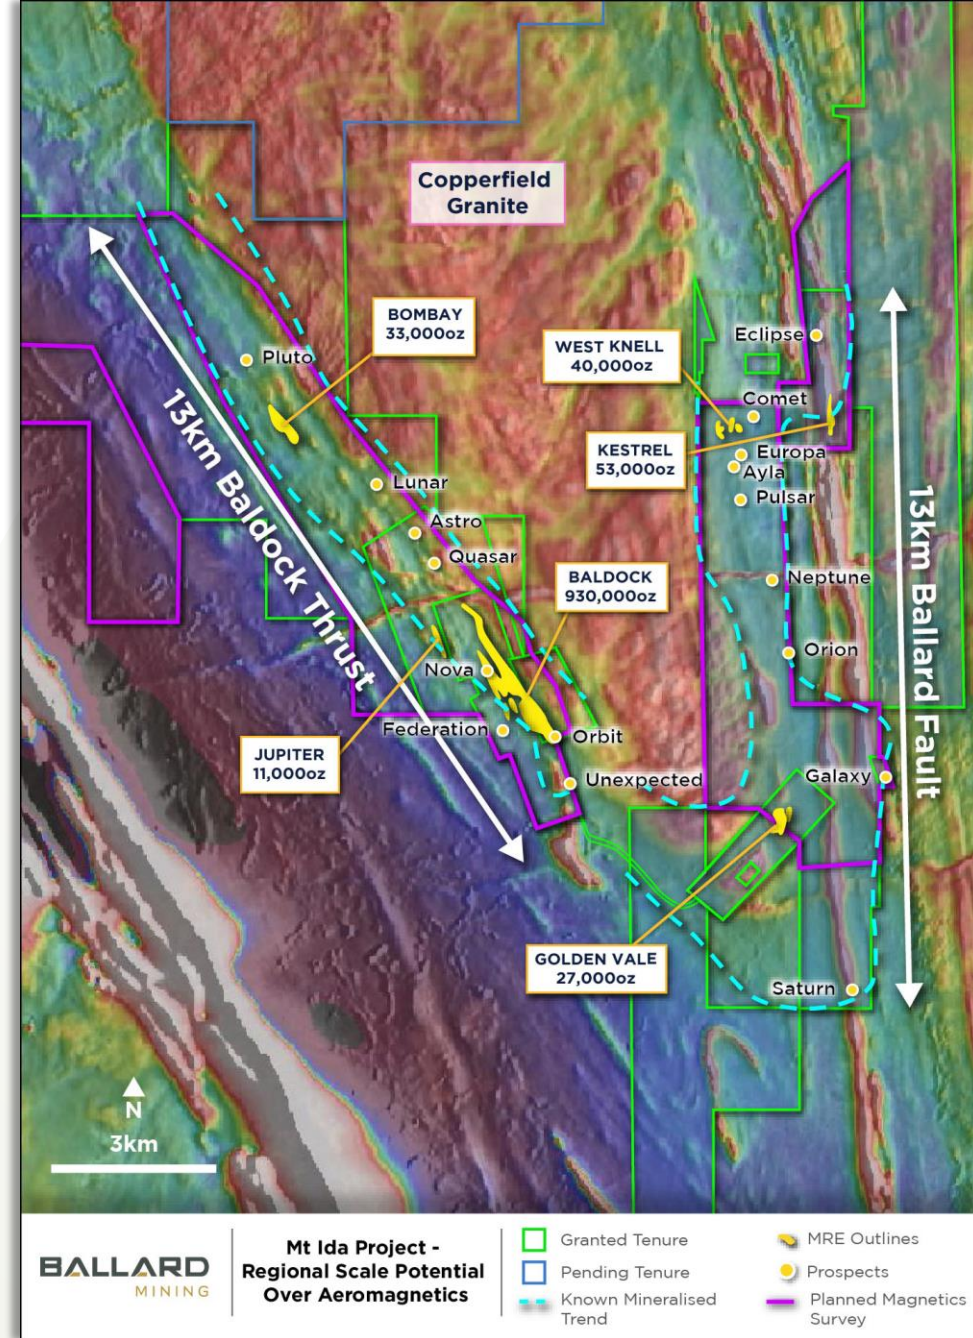 Copperfield
Granite
BOMBAY
33,000oz
Pluto
Eclipse
WEST KNELL
40,000oz
Comet
KESTREL
53,000oz
Europa
Ayla
Pulsar
13km Baldock Thrust
Lunar
Astro
Quasar
BALDOCK
930,000oz
Neptune
13km Ballard Fault
Orion
Nova
Federation
Orbit
JUPITER
11,000oz
Unexpected
Galaxy
GOLDEN VALE
27,000oz
Saturn
N
3km
BALLARD
MINING
Mt Ida Project -
Regional Scale Potential
Over Aeromagnetics
Granted Tenure
Pending Tenure
Known Mineralised
Trend
MRE Outlines
Prospects
Planned Magnetics
Survey